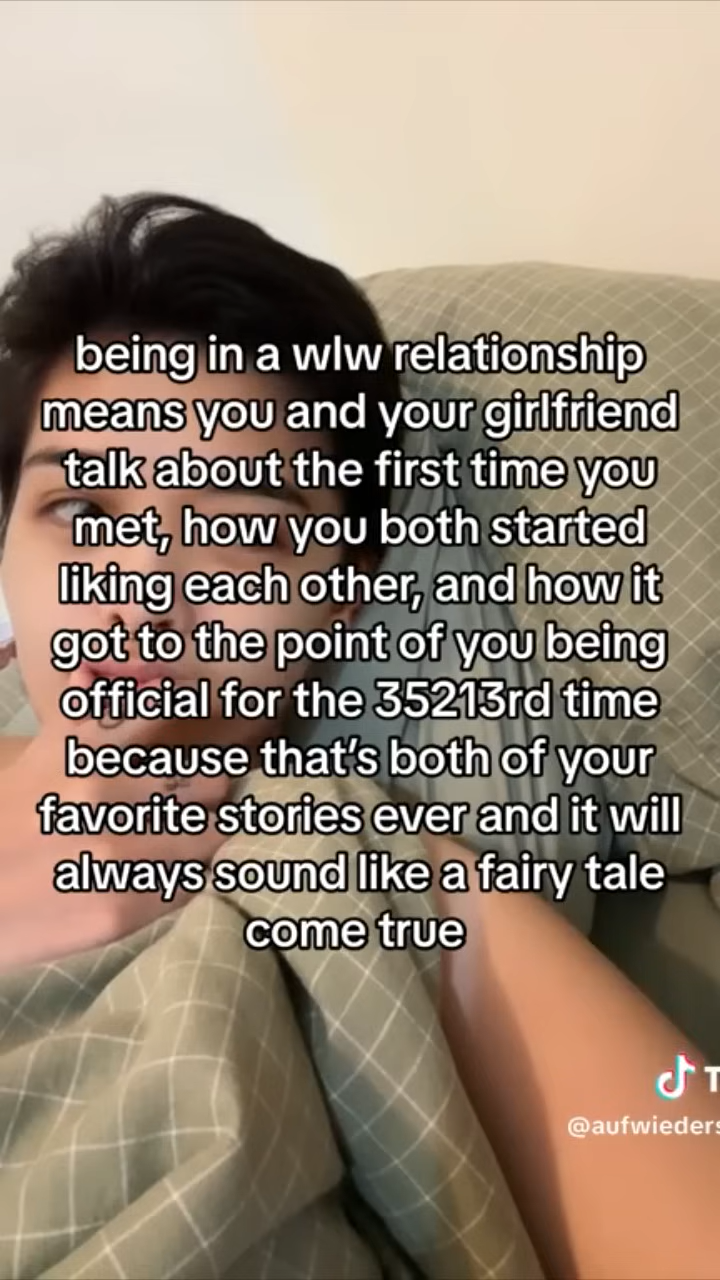 being in a wlw relationship
means you and your girlfriend
talk about the first time you
met, how you both started
liking each other, and how it
got to the point of you being
official for the 35213rd time
because that's both of your
favorite stories ever and it will
always sound like a fairy tale
come true
T
@aufwieders